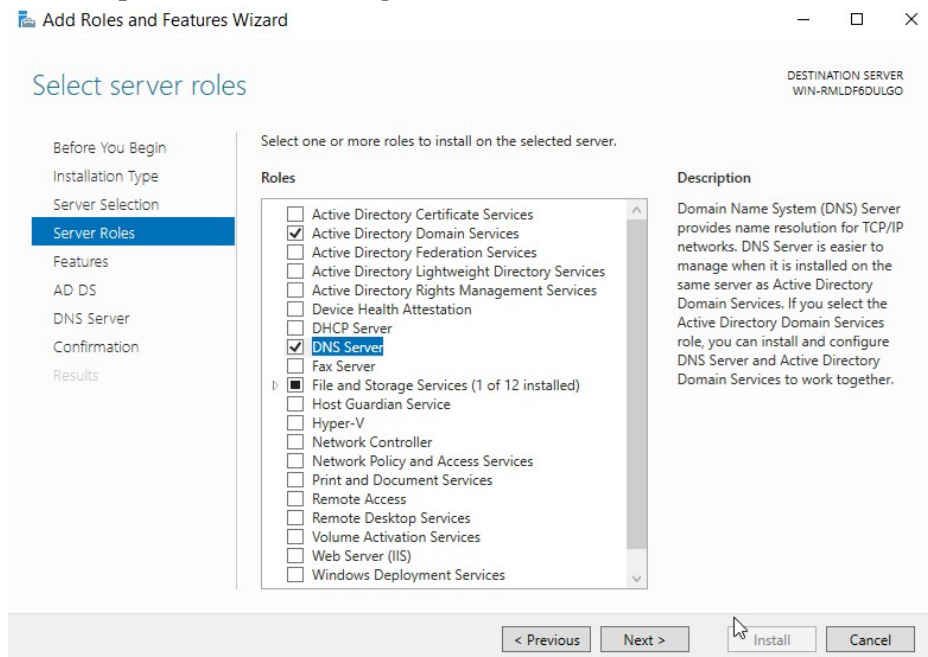 Add Roles and Features Wizard
Select server roles
DESTINATION SERVER
WIN-RMLDF6DULGO
Before You Begin
Installation Type
Server Selection
Server Roles
Features
AD DS
DNS Server
Confirmation
Results
Select one or more roles to install on the selected server.
Roles
Active Directory Certificate Services
Active Directory Domain Services
Active Directory Federation Services
Active Directory Lightweight Directory Services
Active Directory Rights Management Services
Device Health Attestation
DHCP Server
DNS Server
Fax Server
File and Storage Services (1 of 12 installed)
Host Guardian Service
Hyper-V
Network Controller
Network Policy and Access Services
Print and Document Services
Remote Access
Remote Desktop Services
Volume Activation Services
Web Server (IIS)
Windows Deployment Services
Description
Domain Name System (DNS) Server
provides name resolution for TCP/IP
networks. DNS Server is easier to
manage when it is installed on the
same server as Active Directory
Domain Services. If you select the
Active Directory Domain Services
role, you can install and configure
DNS Server and Active Directory
Domain Services to work together.
< Previous
Next >
Install
Cancel